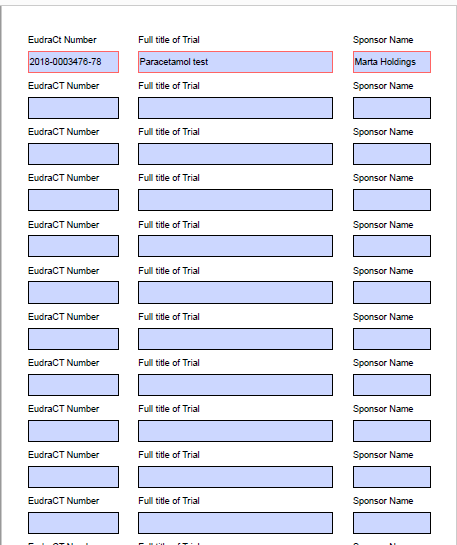 EudraCt Number Full title of Trial Sponsor Name
2018-0003476-78 Paracetamol test Marta Holdings
EudraCT Number Full title of Trial Sponsor Name
EudraCT Number Full title of Trial Sponsor Name
EudraCT Number Full title of Trial Sponsor Name
EudraCT Number Full title of Trial Sponsor Name
EudraCT Number Full title of Trial Sponsor Name
EudraCT Number Full title of Trial Sponsor Name
EudraCT Number Full title of Trial Sponsor Name
EudraCT Number Full title of Trial Sponsor Name
EudraCT Number Full title of Trial Sponsor Name
EudraCT Number Full title of Trial Sponsor Name